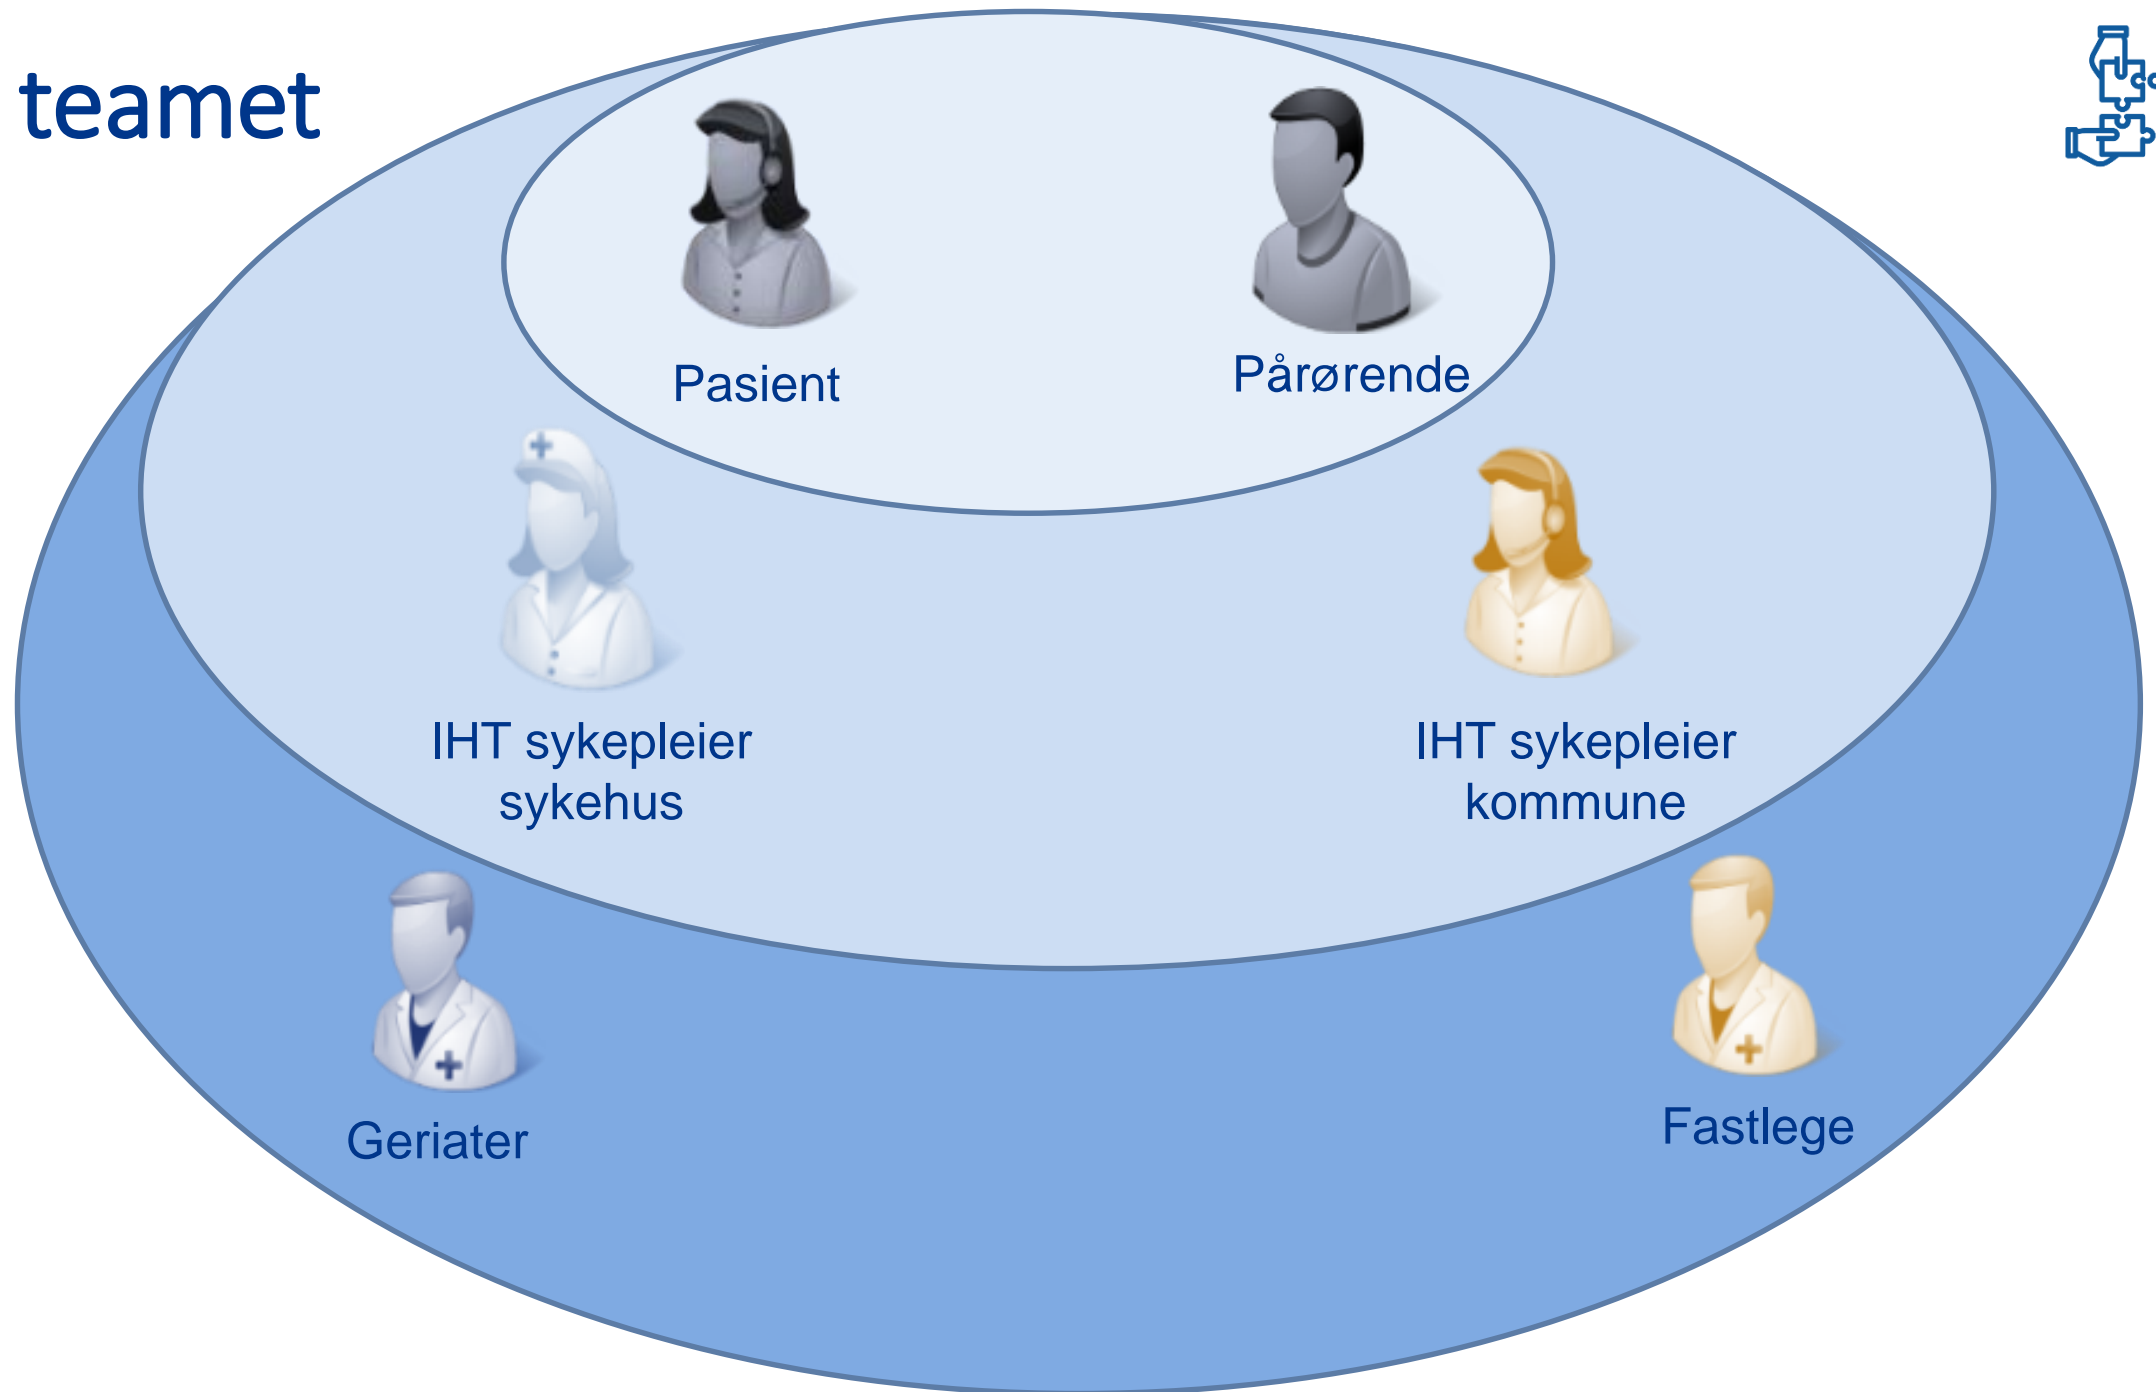 teamet
Pasient
Pårørende
IHT sykepleier
sykehus
IHT sykepleier
kommune
Geriater
Fastlege